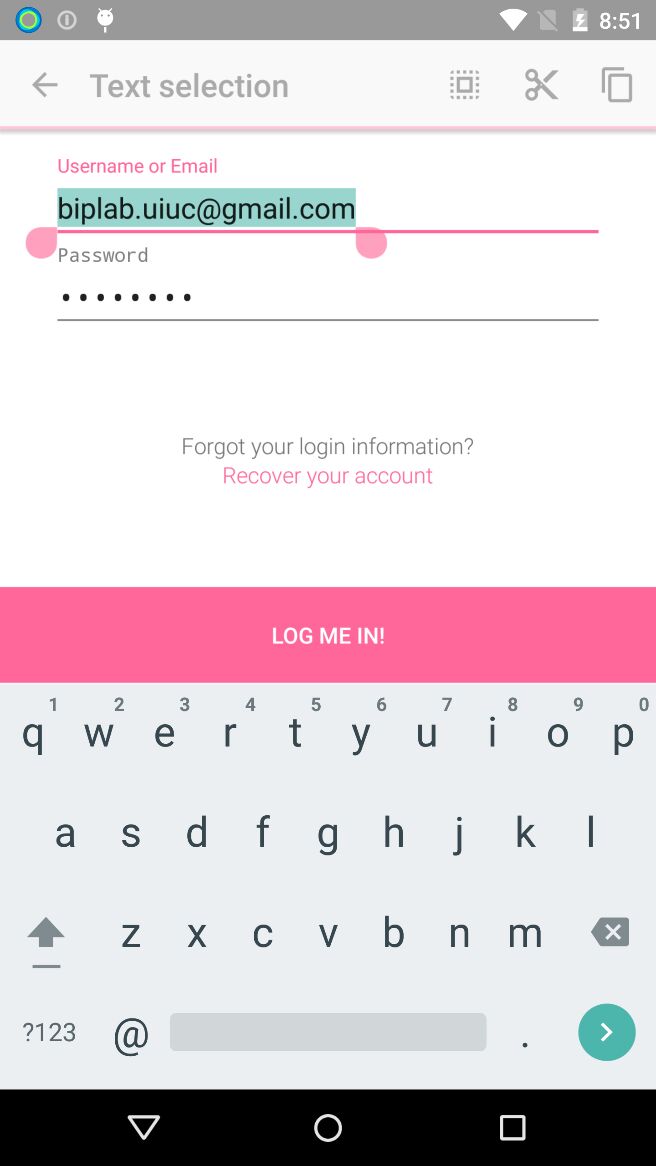 8:51
Text selection
Username or Email
biplab.uiuc@gmail.com
Password
••••••••
Forgot your login information?
Recover your account
LOG ME IN!
1 2 3 4 5 6 7 8 9 0
q w e r t y u i o p
a s d f g h j k l
z x c v b n m
?123 @ .